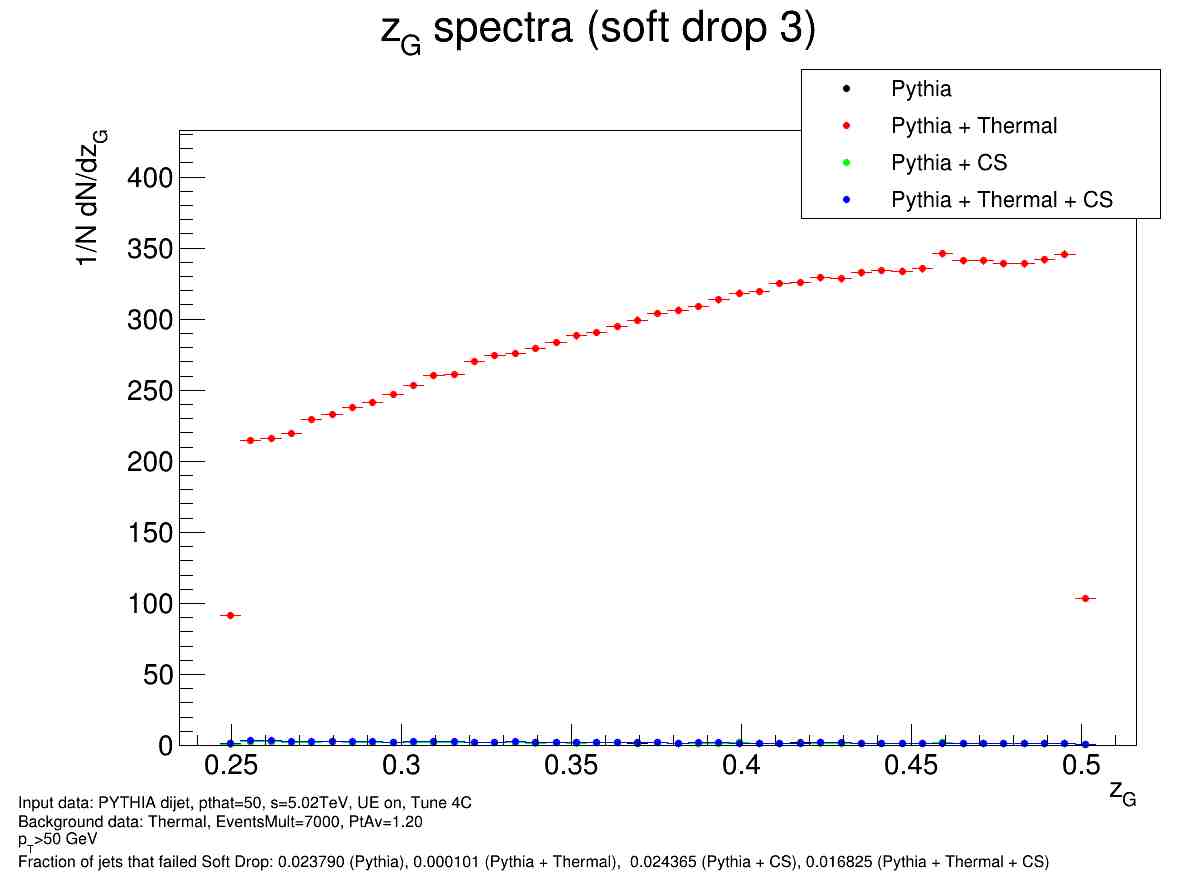 zG spectra (soft drop 3)
Pythia
Pythia + Thermal
Pythia + CS
Pythia + Thermal + CS
1/N dN/dzG
400
350
300
250
200
150
100
50
0
0.25 0.3 0.35 0.4 0.45 0.5
zG
Input data: PYTHIA dijet, pthat=50, s=5.02TeV, UE on, Tune 4C
Background data: Thermal, EventsMult=7000, PtAv=1.20
pT>50 GeV
Fraction of jets that failed Soft Drop: 0.023790 (Pythia), 0.000101 (Pythia + Thermal), 0.024365 (Pythia + CS), 0.016825 (Pythia + Thermal + CS)